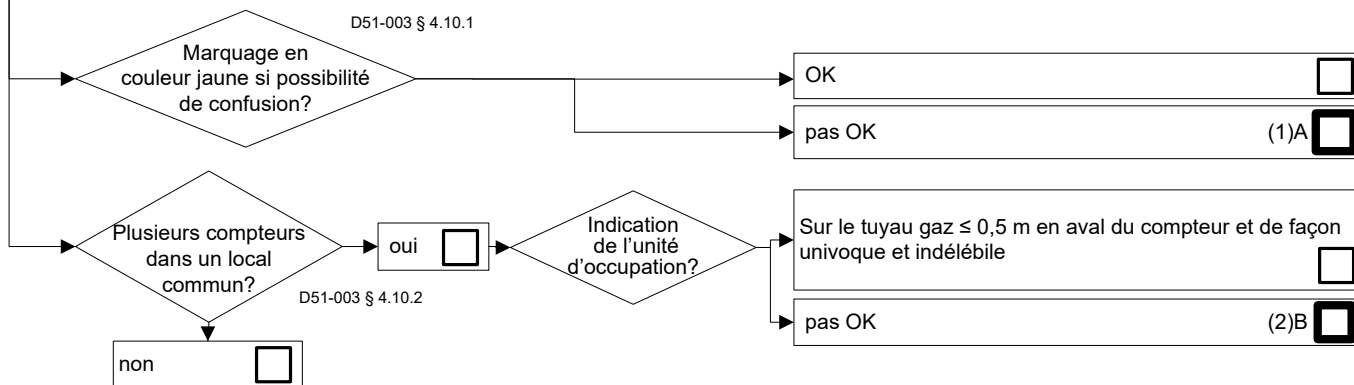 D51-003 § 4.10.1
Marquage en
couleur jaune si possibilité
de confusion?
OK
pas OK (1)A
Plusieurs compteurs
dans un local
commun?
D51-003 § 4.10.2
oui
Indication
de l'unité
d'occupation?
Sur le tuyau gaz ≤ 0,5 m en aval du compteur et de façon
univoque et indélébile
pas OK (2)B
non